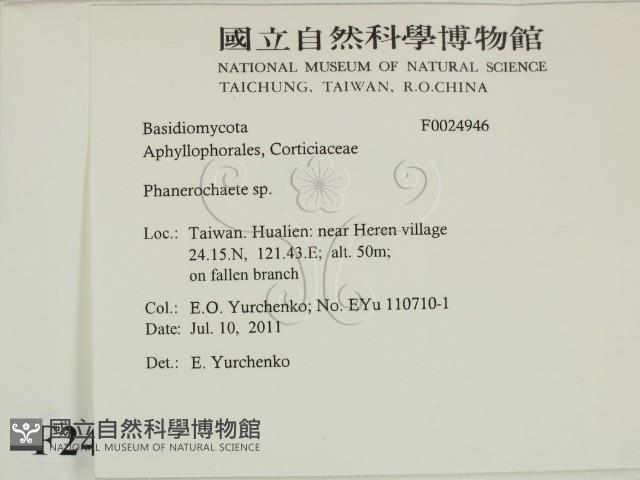 國立自然科學博物館
NATIONAL MUSEUM OF NATURAL SCIENCE
TAICHUNG, TAIWAN, R.O.CHINA
Basidiomycota F0024946
Aphyllophorales, Corticiaceae
Phanerochaete sp.
Loc.: Taiwan. Hualien: near Heren village
24.15.N, 121.43.E; alt. 50m;
on fallen branch
Col.: E.O. Yurchenko; No. EYu 110710-1
Date: Jul. 10, 2011
Det.: E. Yurchenko
F24
國立自然科學博物館
NATIONAL MUSEUM OF NATURAL SCIENCE